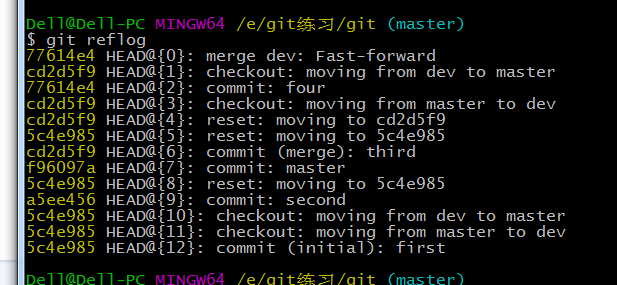 Dell@Dell-PC MINGW64 /e/git练习/git (master)
$ git reflog
77614e4 HEAD@{0}: merge dev: Fast-forward
cd2d5f9 HEAD@{1}: checkout: moving from dev to master
77614e4 HEAD@{2}: commit: four
cd2d5f9 HEAD@{3}: checkout: moving from master to dev
cd2d5f9 HEAD@{4}: reset: moving to cd2d5f9
5c4e985 HEAD@{5}: reset: moving to 5c4e985
cd2d5f9 HEAD@{6}: commit (merge): third
f96097a HEAD@{7}: commit: master
5c4e985 HEAD@{8}: reset: moving to 5c4e985
a5ee456 HEAD@{9}: commit: second
5c4e985 HEAD@{10}: checkout: moving from dev to master
5c4e985 HEAD@{11}: checkout: moving from master to dev
5c4e985 HEAD@{12}: commit (initial): first
Dell@Dell-PC MINGW64 /e/git练习/git (master)